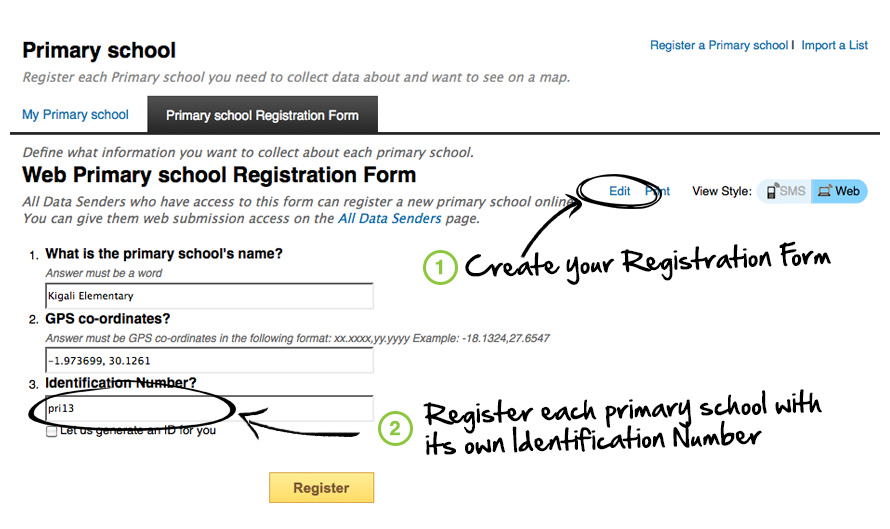 Primary school
Register a Primary school | Import a List
Register each Primary school you need to collect data about and want to see on a map.
My Primary school
Primary school Registration Form
Define what information you want to collect about each primary school.
Web Primary school Registration Form
Edit Print View Style: SMS Web
All Data Senders who have access to this form can register a new primary school online.
You can give them web submission access on the All Data Senders page.
1 Create your Registration Form
1. What is the primary school's name?
Answer must be a word
Kigali Elementary
2. GPS co-ordinates?
Answer must be GPS co-ordinates in the following format: xx.xxxx,yy.yyyy Example: -18.1324,27.6547
-1.973699, 30.1261
3. Identification Number?
pri13
Let us generate an ID for you
2 Register each primary school with
its own Identification Number
Register